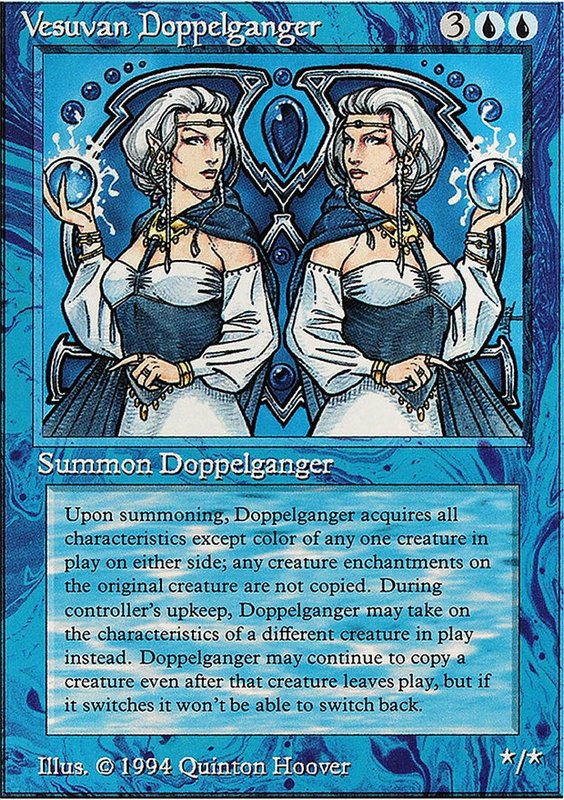 Vesuvan Doppelganger 3
Summon Doppelganger
Upon summoning, Doppelganger acquires all
characteristics except color of any one creature in
play on either side; any creature enchantments on
the original creature are not copied. During
controller's upkeep, Doppelganger may take on
the characteristics of a different creature in play
instead. Doppelganger may continue to copy a
creature even after that creature leaves play, but if
it switches it won't be able to switch back.
Illus. © 1994 Quinton Hoover */*